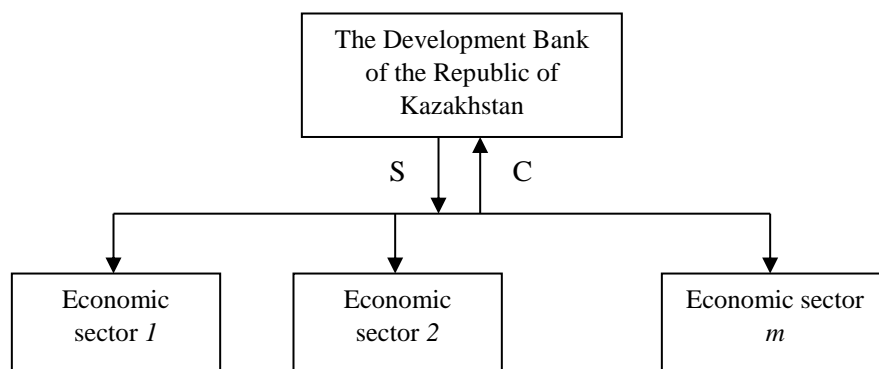 The Development Bank
of the Republic of
Kazakhstan
S C
Economic
sector 1
Economic
sector 2
Economic sector
m